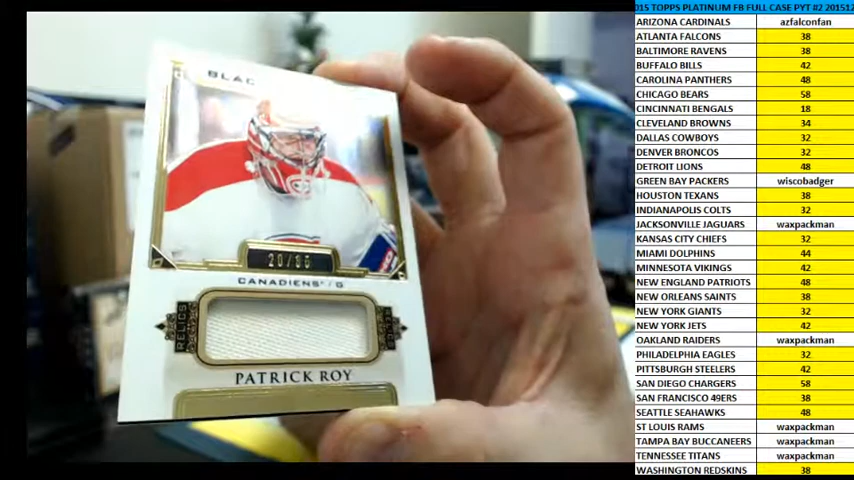 BLAC
20/35
CANADIENS / G
RELICS
RELICS
PATRICK ROY
015 TOPPS PLATINUM FB FULL CASE PYT #2 201512
ARIZONA CARDINALS azfalconfan
ATLANTA FALCONS 38
BALTIMORE RAVENS 38
BUFFALO BILLS 42
CAROLINA PANTHERS 48
CHICAGO BEARS 58
CINCINNATI BENGALS 18
CLEVELAND BROWNS 34
DALLAS COWBOYS 32
DENVER BRONCOS 32
DETROIT LIONS 48
GREEN BAY PACKERS wiscobadger
HOUSTON TEXANS 38
INDIANAPOLIS COLTS 32
JACKSONVILLE JAGUARS waxpackman
KANSAS CITY CHIEFS 32
MIAMI DOLPHINS 44
MINNESOTA VIKINGS 42
NEW ENGLAND PATRIOTS 48
NEW ORLEANS SAINTS 38
NEW YORK GIANTS 32
NEW YORK JETS 42
OAKLAND RAIDERS waxpackman
PHILADELPHIA EAGLES 32
PITTSBURGH STEELERS 42
SAN DIEGO CHARGERS 58
SAN FRANCISCO 49ERS 38
SEATTLE SEAHAWKS 48
ST LOUIS RAMS waxpackman
TAMPA BAY BUCCANEERS waxpackman
TENNESSEE TITANS waxpackman
WASHINGTON REDSKINS 38